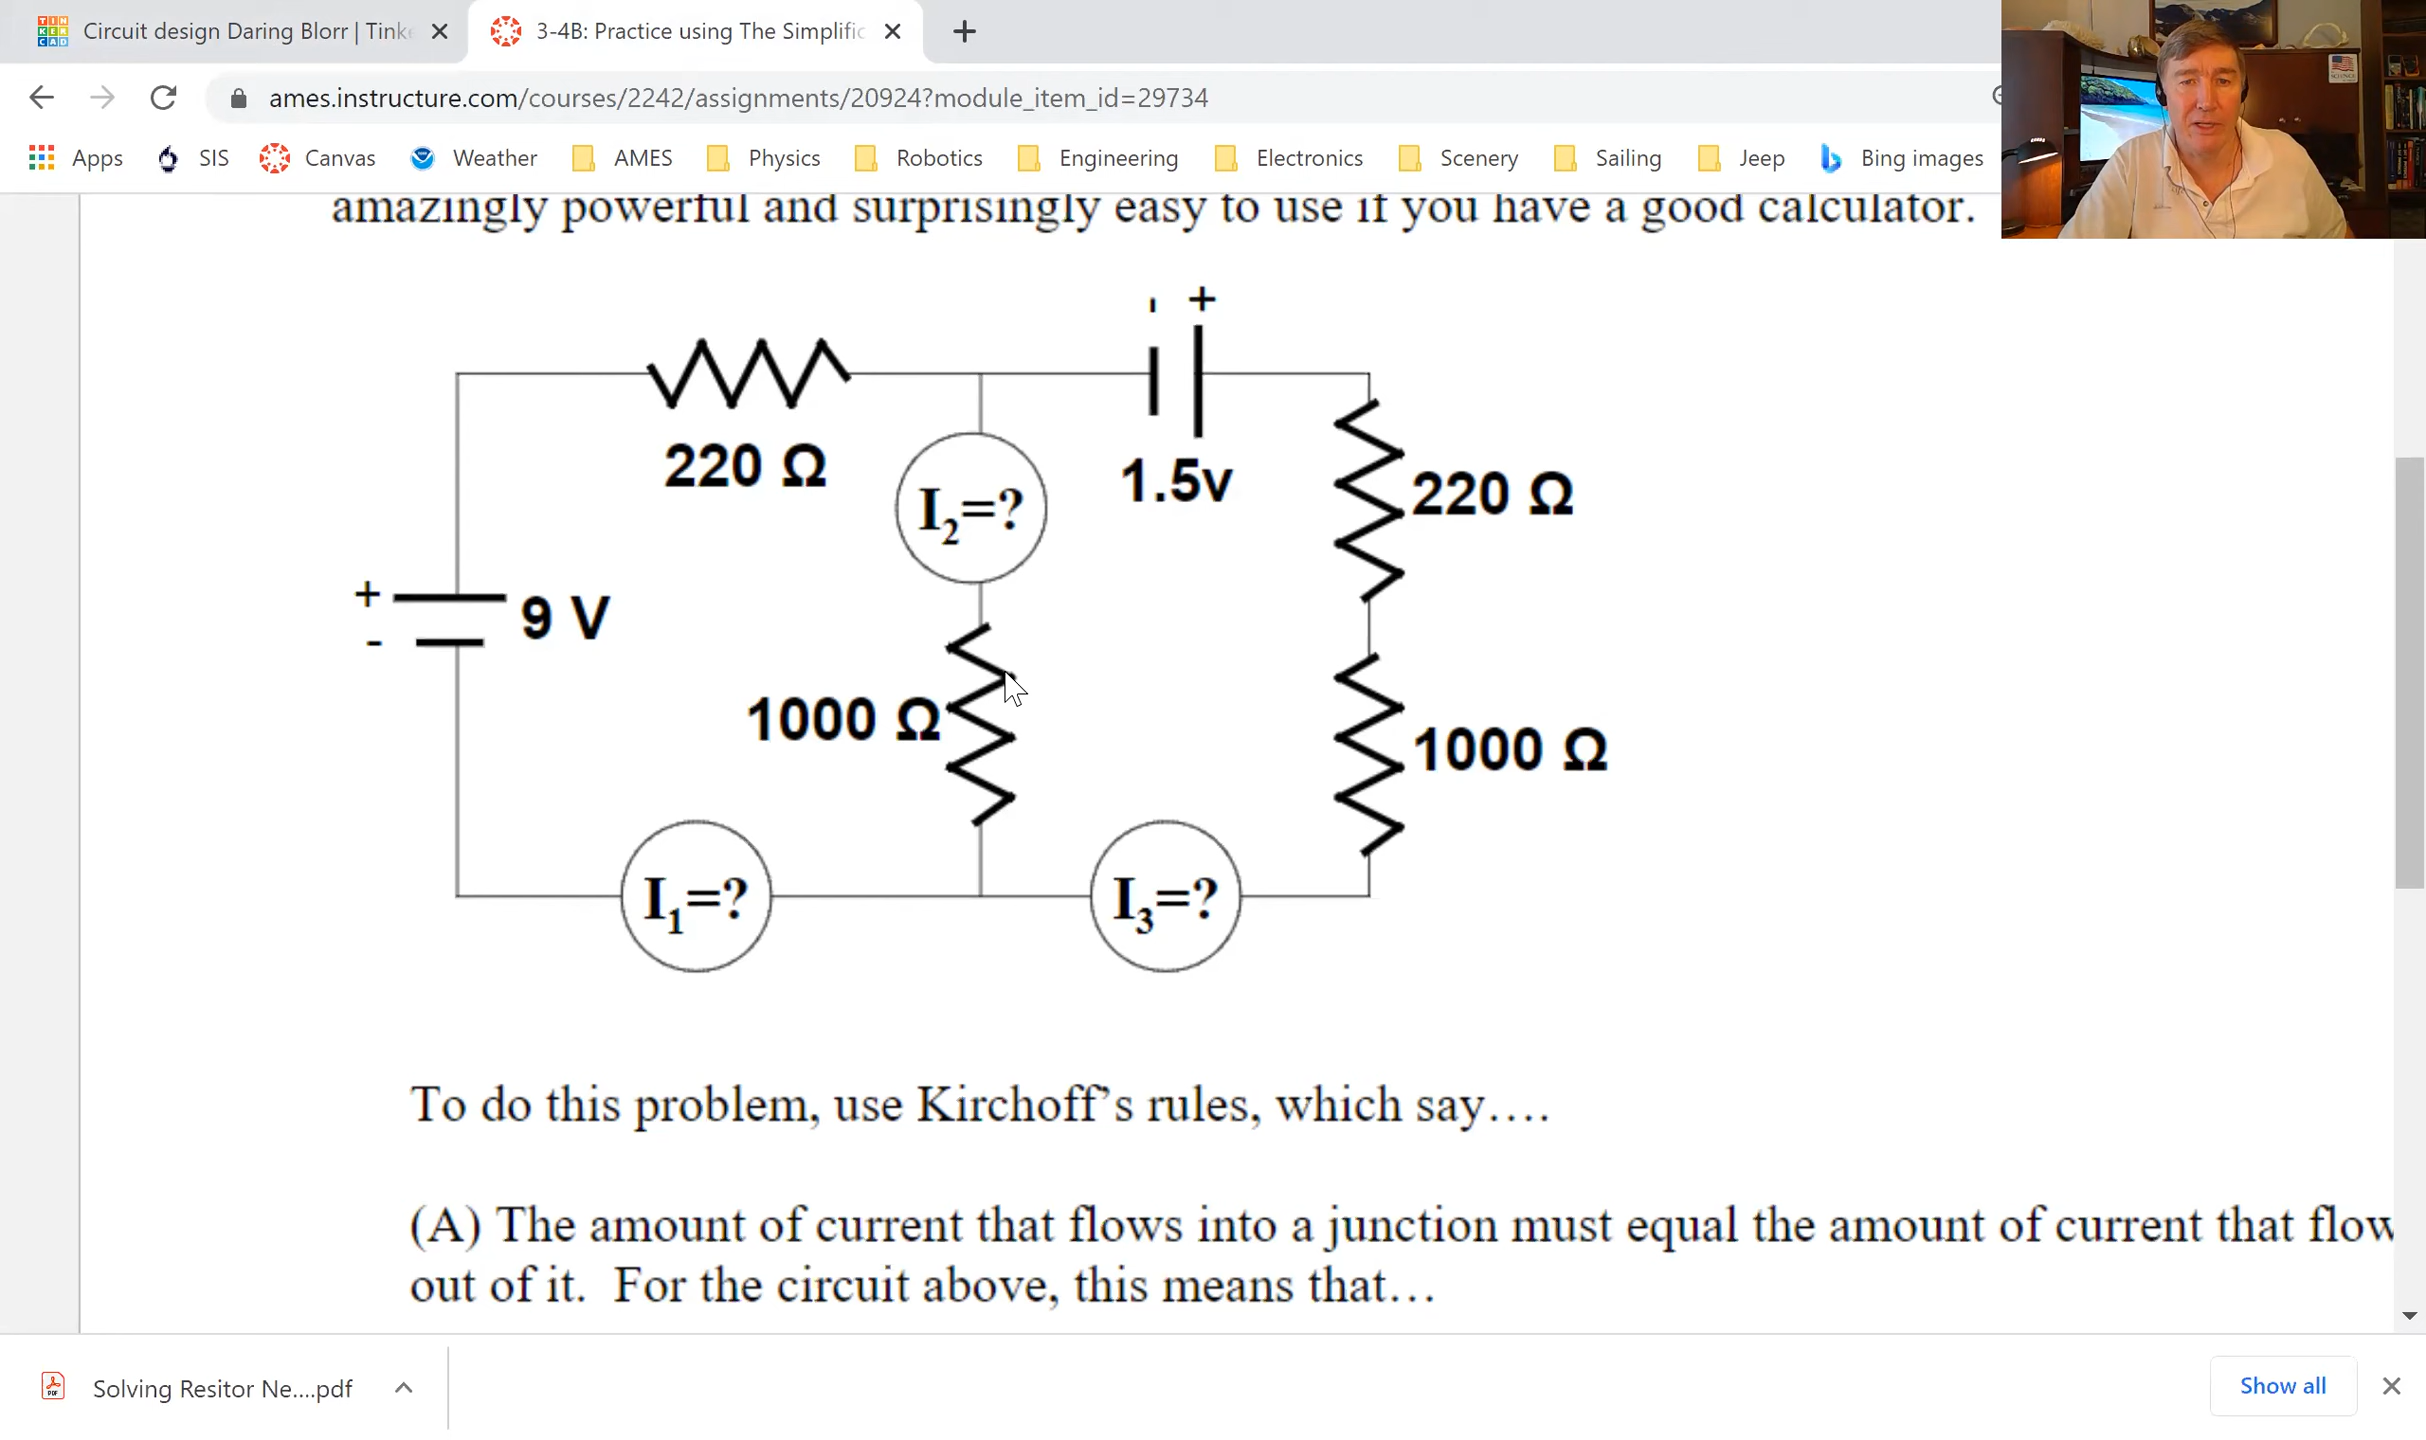 Circuit design Daring Blorr | Tink
3-4B: Practice using The Simplific
ames.instructure.com/courses/2242/assignments/20924?module_item_id=29734
Apps SIS Canvas Weather AMES Physics Robotics Engineering Electronics Scenery Sailing Jeep Bing images
amazingly powerful and surprisingly easy to use if you have a good calculator.
- +
220 Ω
I2=?
1.5v
220 Ω
+
-
9 V
1000 Ω
1000 Ω
I1=?
I3=?
To do this problem, use Kirchoff’s rules, which say….
(A) The amount of current that flows into a junction must equal the amount of current that flow
out of it. For the circuit above, this means that…
Solving Resitor Ne....pdf
Show all